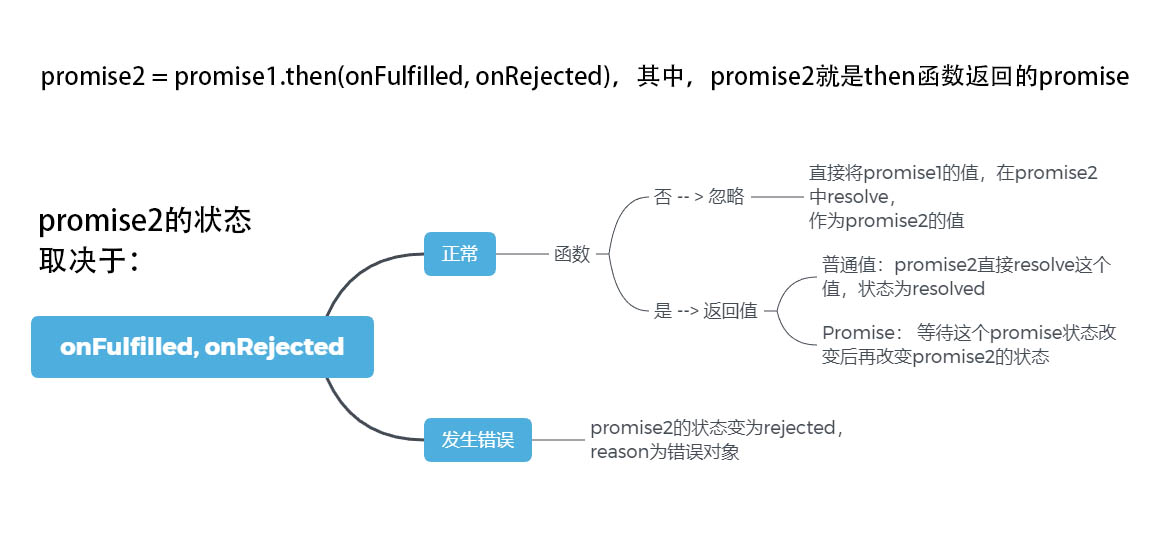 promise2 = promise1.then(onFulfilled, onRejected)，其中，promise2就是then函数返回的promise
promise2的状态
取决于：
onFulfilled, onRejected
正常
函数
否 -- > 忽略
直接将promise1的值，在promise2
中resolve，
作为promise2的值
是 --> 返回值
普通值：promise2直接resolve这个
值，状态为resolved
Promise： 等待这个promise状态改
变后再改变promise2的状态
发生错误
promise2的状态变为rejected，
reason为错误对象